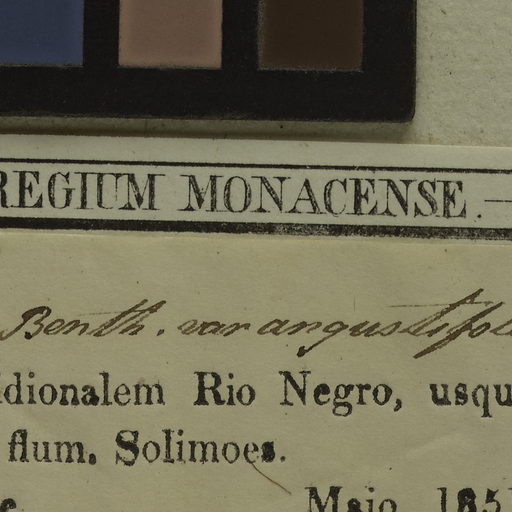 REGIUM MONACENSE.—
Benth. var angustifol
dionalem Rio Negro, usqu
flum. Solimoes.
e Maio 185